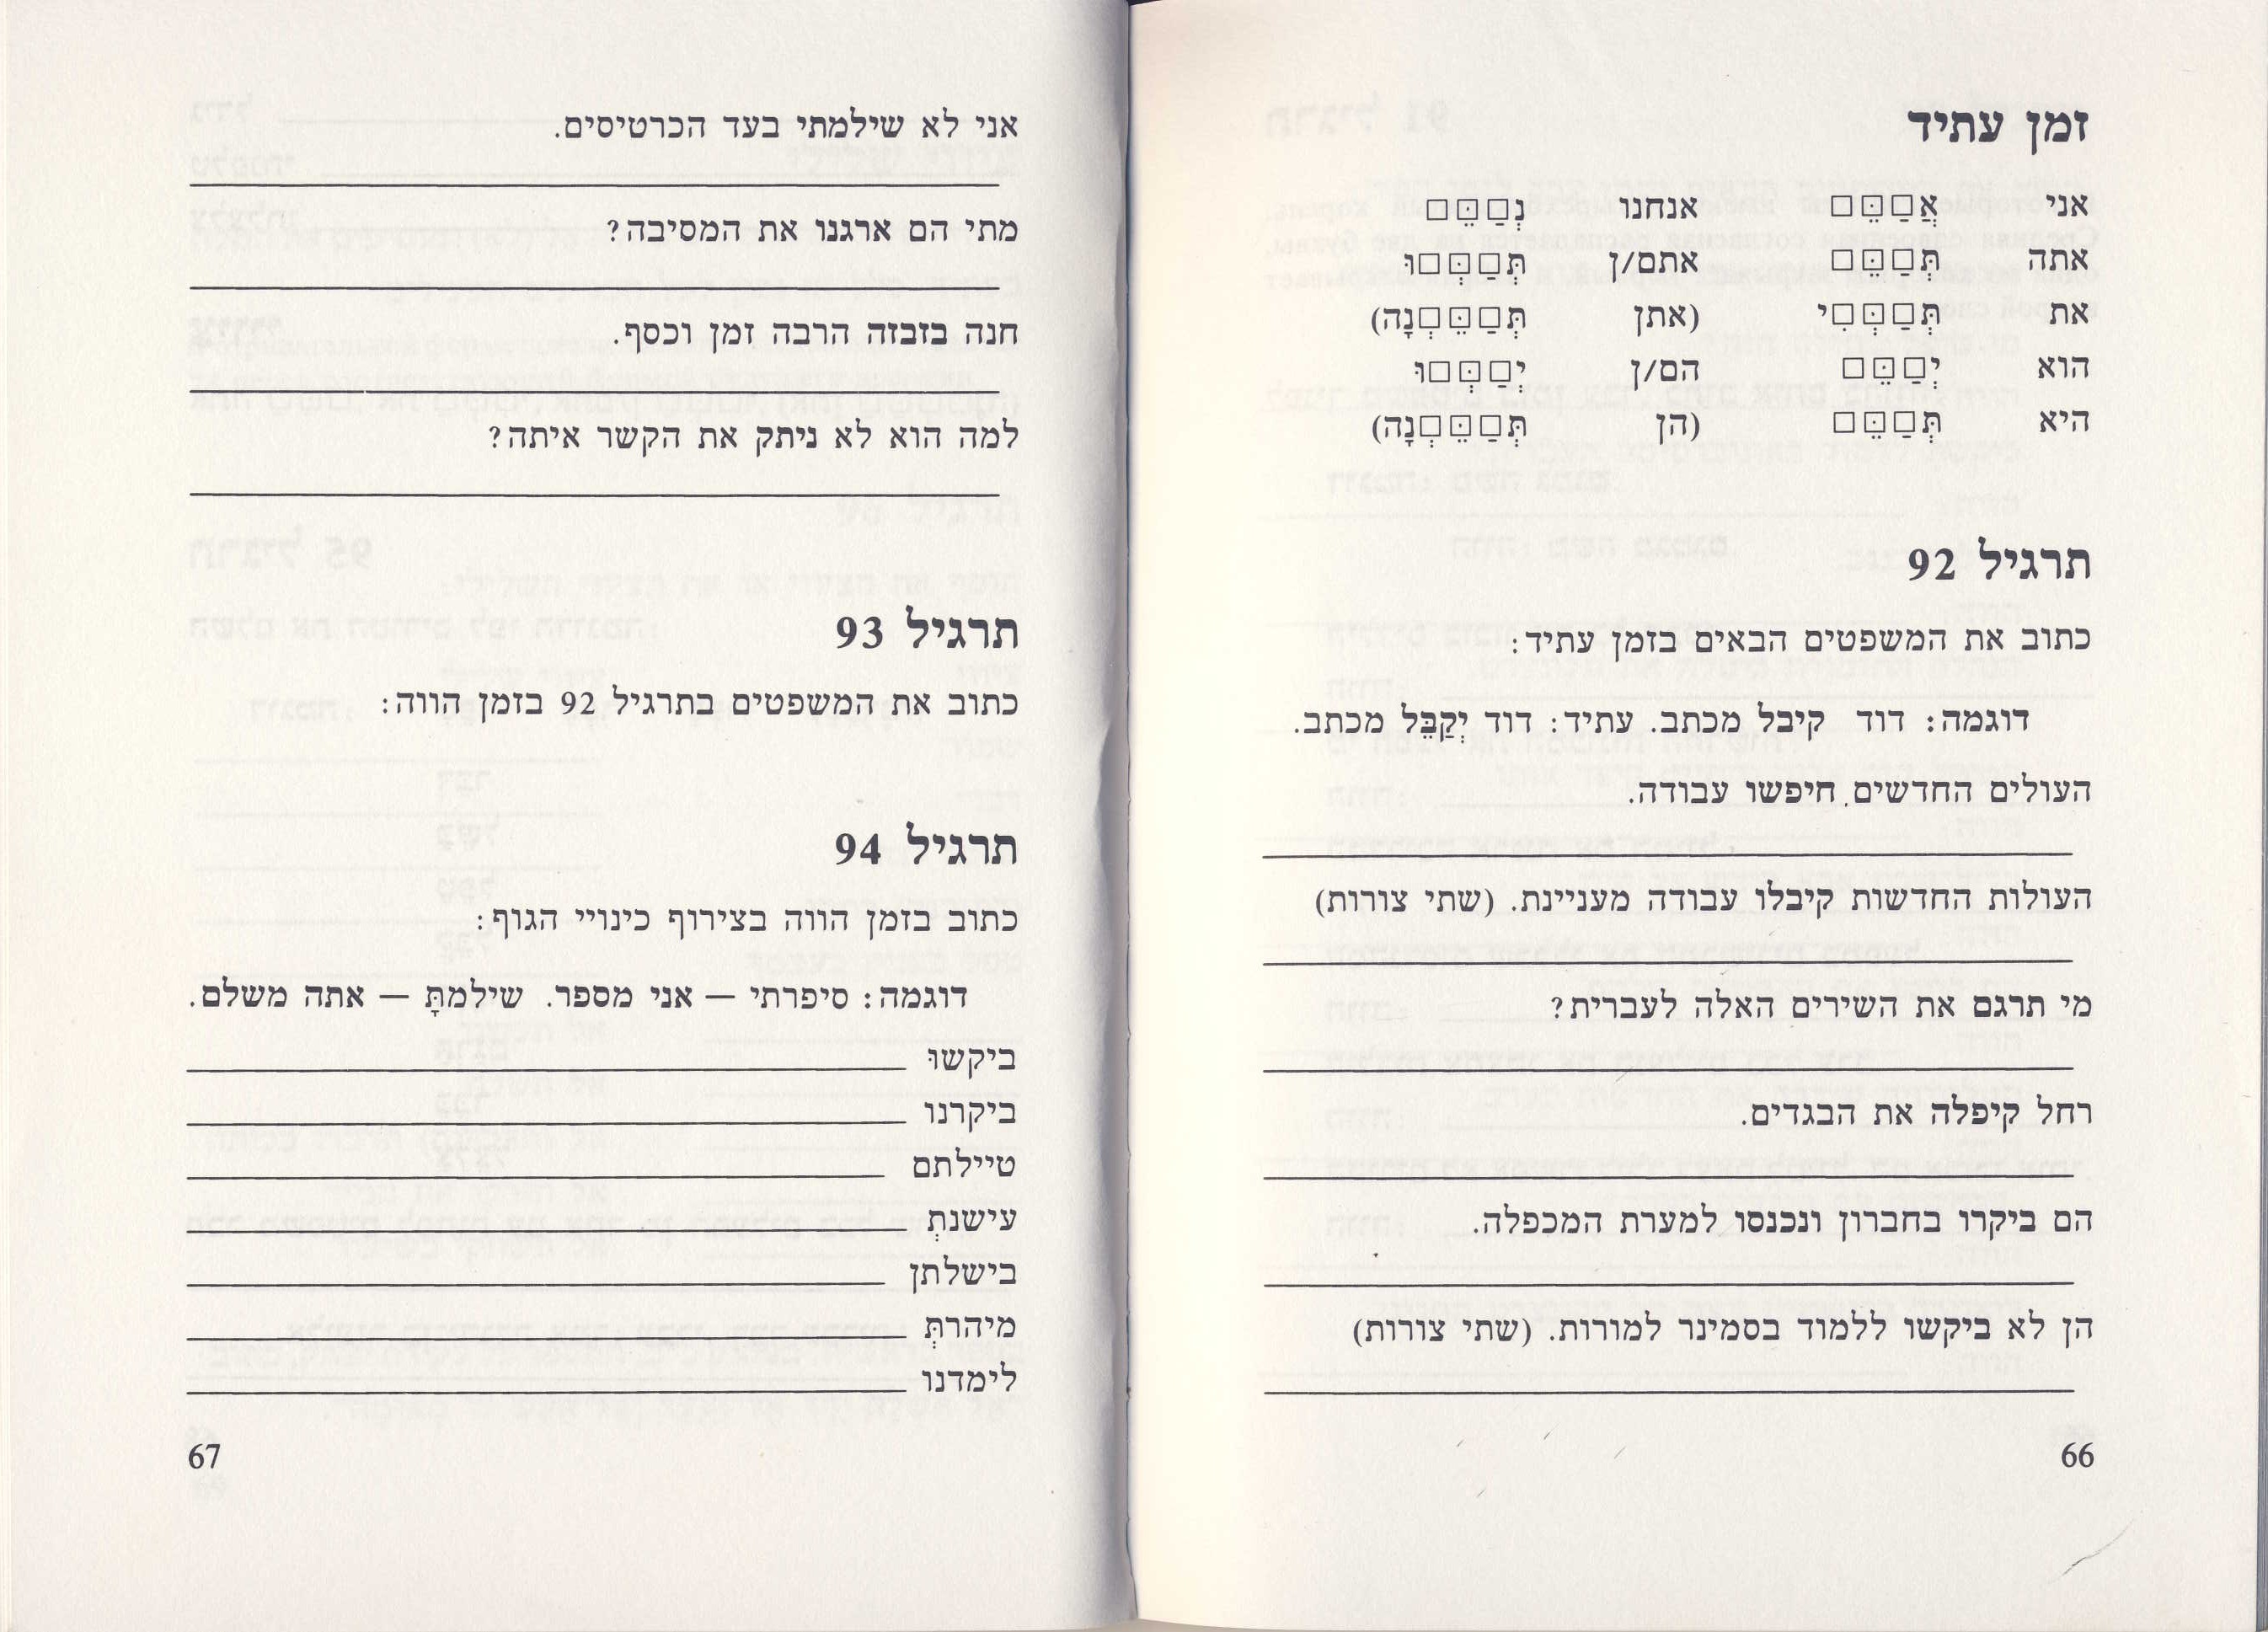 זמן עתיד
אני אֲ□ַ□ֵּ□ אנחנו נְ□ַ□ֵּ□
אתה תְּ□ַ□ֵּ□ אתם/ן תְּ□ַ□ְּ□וּ
את תְּ□ַ□ְּ□ִי (אתן תְּ□ַ□ֵּ□ְנָה)
הוא יְ□ַ□ֵּ□ הם/ן יְ□ַ□ְּ□וּ
היא תְּ□ַ□ֵּ□ (הן תְּ□ַ□ֵּ□ְנָה)
תרגיל 92
כתוב את המשפטים הבאים בזמן עתיד:
דוגמה: דוד קיבל מכתב. עתיד: דוד יְקַבֵּל מכתב.
העולים החדשים חיפשו עבודה.
העולות החדשות קיבלו עבודה מעניינת. (שתי צורות)
מי תרגם את השירים האלה לעברית?
רחל קיפלה את הבגדים.
הם ביקרו בחברון ונכנסו למערת המכפלה.
הן לא ביקשו ללמוד בסמינר למורות. (שתי צורות)
66
אני לא שילמתי בעד הכרטיסים.
מתי הם ארגנו את המסיבה?
חנה בזבזה הרבה זמן וכסף.
למה הוא לא ניתק את הקשר איתה?
תרגיל 93
כתוב את המשפטים בתרגיל 92 בזמן הווה:
תרגיל 94
כתוב בזמן הווה בצירוף כינויי הגוף:
דוגמה: סיפרתי — אני מספר. שילמתָּ — אתה משלם.
ביקשוּ
ביקרנו
טיילתם
עישנתְ
בישלתן
מיהרתְּ
לימדנו
67